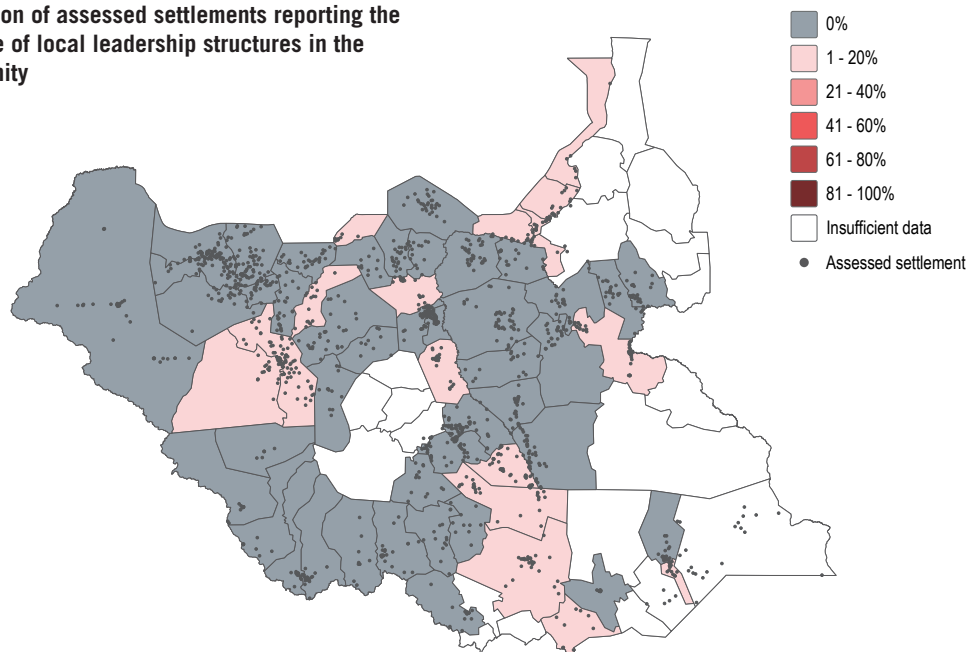 ion of assessed settlements reporting the
e of local leadership structures in the
nity
0%
1 - 20%
21 - 40%
41 - 60%
61 - 80%
81 - 100%
Insufficient data
Assessed settlement